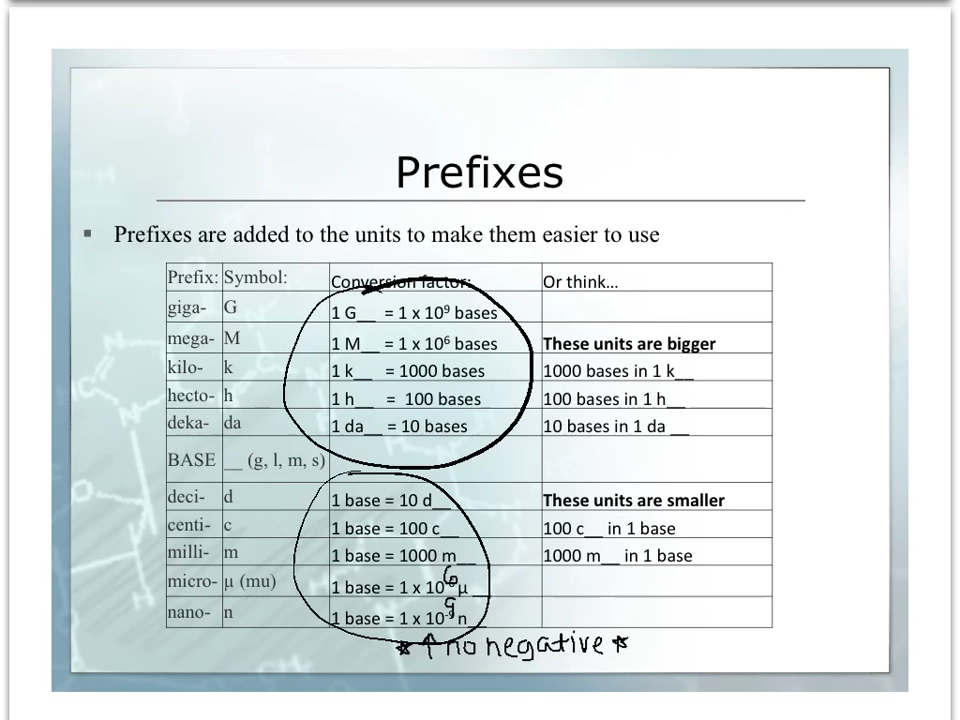 Prefixes
▪ Prefixes are added to the units to make them easier to use
Prefix: Symbol: Conversion factor: Or think...
giga- G 1 G__ = 1 x 10⁹ bases
mega- M 1 M__ = 1 x 10⁶ bases These units are bigger
kilo- k 1 k__ = 1000 bases 1000 bases in 1 k__
hecto- h 1 h__ = 100 bases 100 bases in 1 h__
deka- da 1 da__ = 10 bases 10 bases in 1 da __
BASE __ (g, l, m, s) _
deci- d 1 base = 10 d__ These units are smaller
centi- c 1 base = 100 c__ 100 c__ in 1 base
milli- m 1 base = 1000 m__ 1000 m__ in 1 base
micro- µ (mu) 1 base = 1 x 10⁶ µ __
nano- n 1 base = 1 x 10⁹ n__
* ↑ no negative *